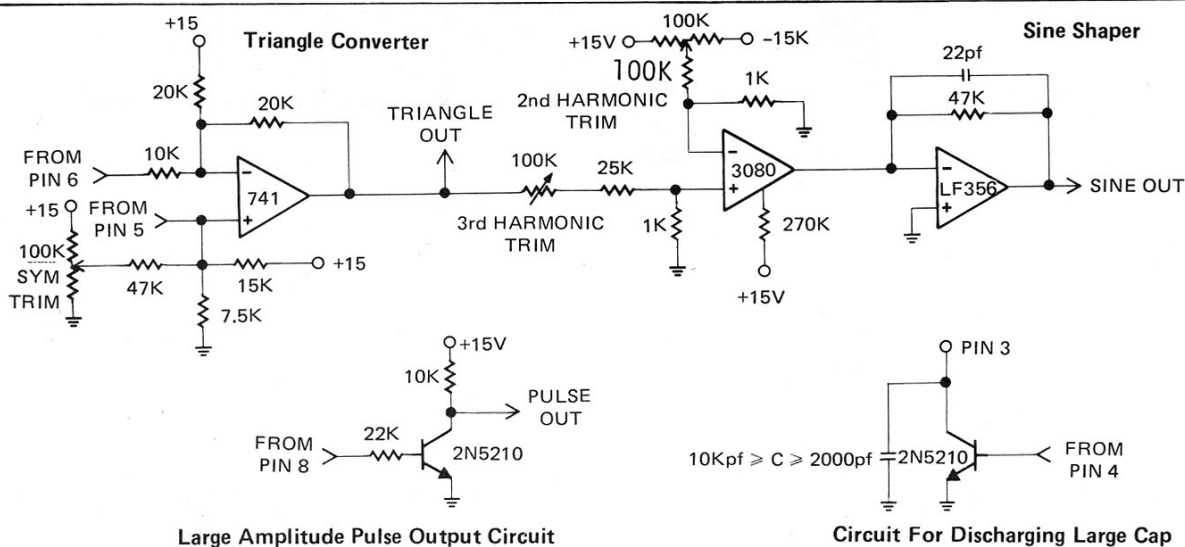 Triangle Converter
+15
20K
20K
FROM
PIN 6
10K
−
741
+
FROM
PIN 5
+15
100K
SYM
TRIM
47K
15K
+15
7.5K
TRIANGLE
OUT
100K
3rd HARMONIC
TRIM
25K
1K
Sine Shaper
100K
+15V
-15K
100K
2nd HARMONIC
TRIM
1K
−
3080
+
270K
+15V
22pf
47K
−
LF356
+
SINE OUT
+15V
10K
PULSE
OUT
FROM
PIN 8
22K
2N5210
Large Amplitude Pulse Output Circuit
PIN 3
10Kpf ⩾ C ⩾ 2000pf
2N5210
FROM
PIN 4
Circuit For Discharging Large Cap